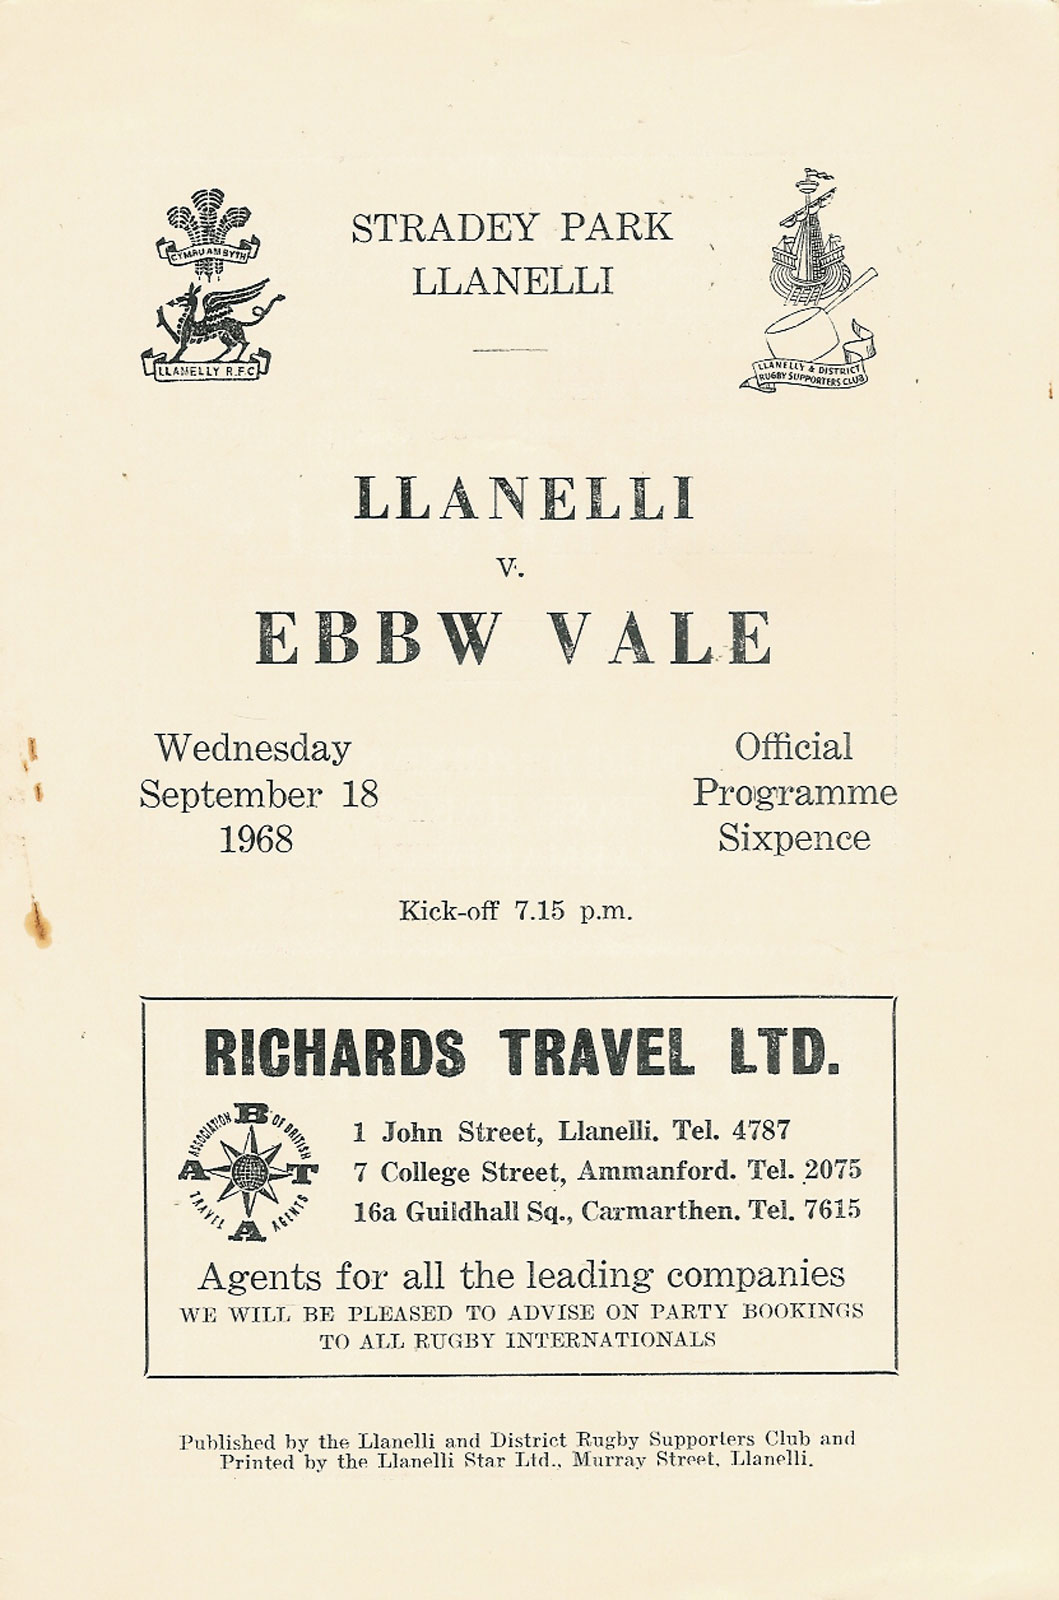 STRADEY PARK
LLANELLI
CYMRU AM BYTH
LLANELLY R.F.C
LLANELLY & DISTRICT
RUGBY SUPPORTERS CLUB
LLANELLI
v.
EBBW VALE
Wednesday
September 18
1968
Official
Programme
Sixpence
Kick-off 7.15 p.m.
RICHARDS TRAVEL LTD.
ASSOCIATION B OF BRITISH
A T
TRAVEL A AGENTS
1 John Street, Llanelli. Tel. 4787
7 College Street, Ammanford. Tel. 2075
16a Guildhall Sq., Carmarthen. Tel. 7615
Agents for all the leading companies
WE WILL BE PLEASED TO ADVISE ON PARTY BOOKINGS
TO ALL RUGBY INTERNATIONALS
Published by the Llanelli and District Rugby Supporters Club and
Printed by the Llanelli Star Ltd., Murray Street, Llanelli.